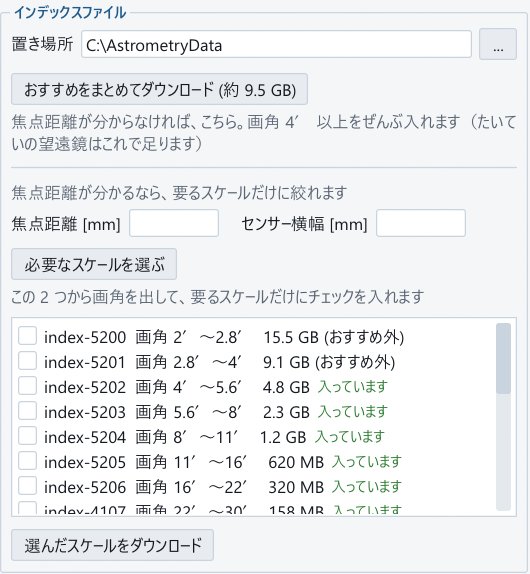 インデックスファイル
置き場所 C:\AstrometryData ...
おすすめをまとめてダウンロード (約 9.5 GB)
焦点距離が分からなければ、こちら。画角 4′ 以上をぜんぶ入れます（たいて
いの望遠鏡はこれで足ります）
焦点距離が分かるなら、要るスケールだけに絞れます
焦点距離 [mm] センサー横幅 [mm]
必要なスケールを選ぶ
この 2 つから画角を出して、要るスケールだけにチェックを入れます
index-5200 画角 2′ ～2.8′ 15.5 GB (おすすめ外)
index-5201 画角 2.8′ ～4′ 9.1 GB (おすすめ外)
index-5202 画角 4′ ～5.6′ 4.8 GB 入っています
index-5203 画角 5.6′ ～8′ 2.3 GB 入っています
index-5204 画角 8′ ～11′ 1.2 GB 入っています
index-5205 画角 11′ ～16′ 620 MB 入っています
index-5206 画角 16′ ～22′ 320 MB 入っています
index-4107 画角 22′ ～30′ 158 MB 入っています
選んだスケールをダウンロード